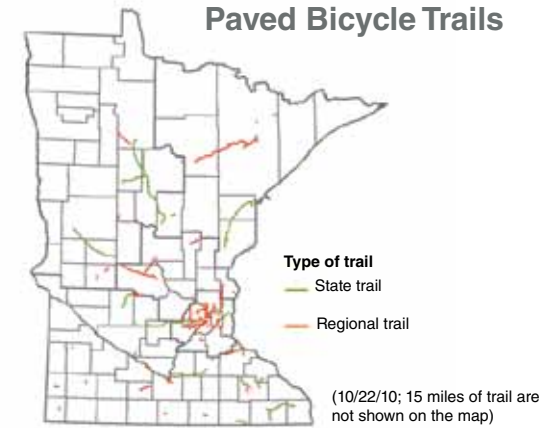 Paved Bicycle Trails
Type of trail
State trail
Regional trail
(10/22/10; 15 miles of trail are
not shown on the map)